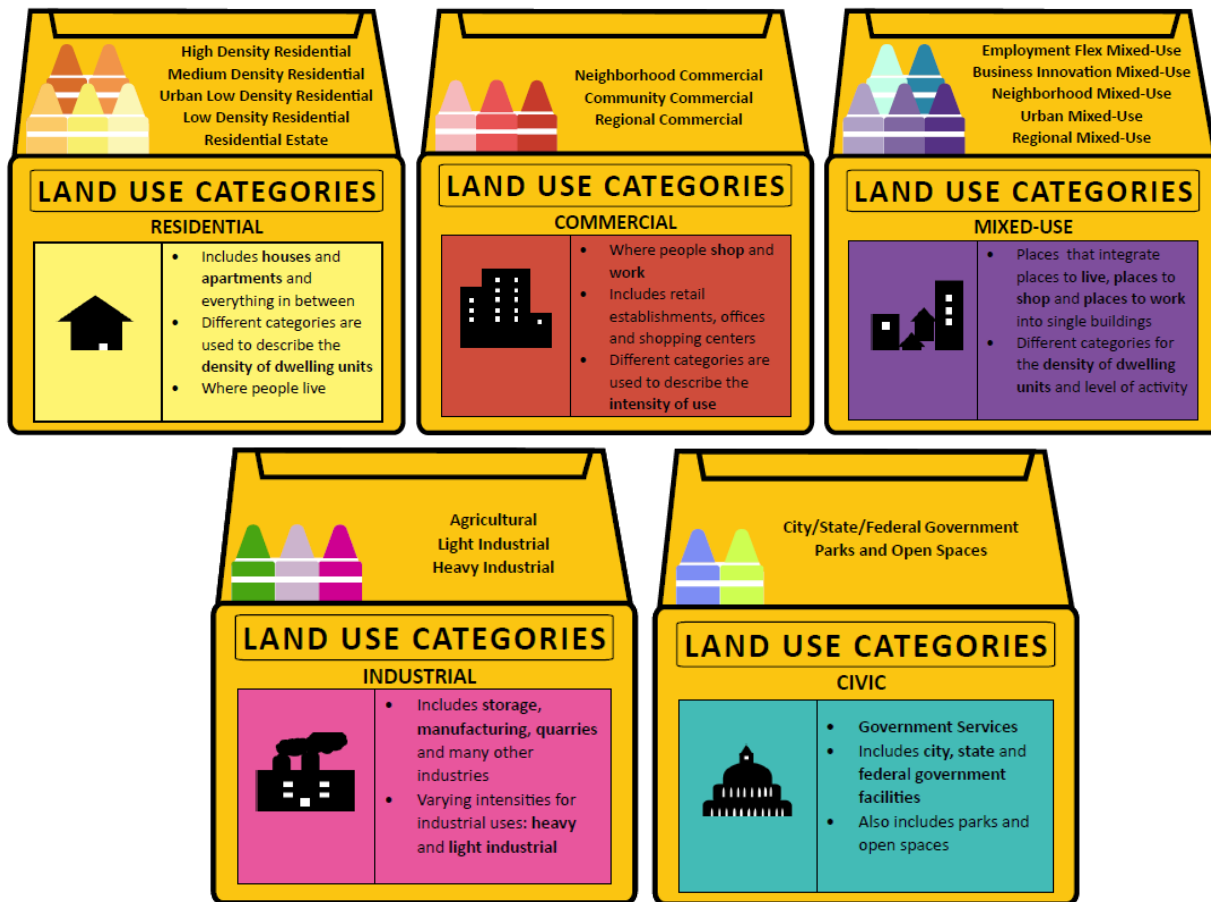 High Density Residential
Medium Density Residential
Urban Low Density Residential
Low Density Residential
Residential Estate
LAND USE CATEGORIES
RESIDENTIAL
• Includes houses and
apartments and
everything in between
• Different categories are
used to describe the
density of dwelling units
• Where people live
Neighborhood Commercial
Community Commercial
Regional Commercial
LAND USE CATEGORIES
COMMERCIAL
• Where people shop and
work
• Includes retail
establishments, offices
and shopping centers
• Different categories are
used to describe the
intensity of use
Employment Flex Mixed-Use
Business Innovation Mixed-Use
Neighborhood Mixed-Use
Urban Mixed-Use
Regional Mixed-Use
LAND USE CATEGORIES
MIXED-USE
• Places that integrate
places to live, places to
shop and places to work
into single buildings
• Different categories for
the density of dwelling
units and level of activity
Agricultural
Light Industrial
Heavy Industrial
LAND USE CATEGORIES
INDUSTRIAL
• Includes storage,
manufacturing, quarries
and many other
industries
• Varying intensities for
industrial uses: heavy
and light industrial
City/State/Federal Government
Parks and Open Spaces
LAND USE CATEGORIES
CIVIC
• Government Services
• Includes city, state and
federal government
facilities
• Also includes parks and
open spaces